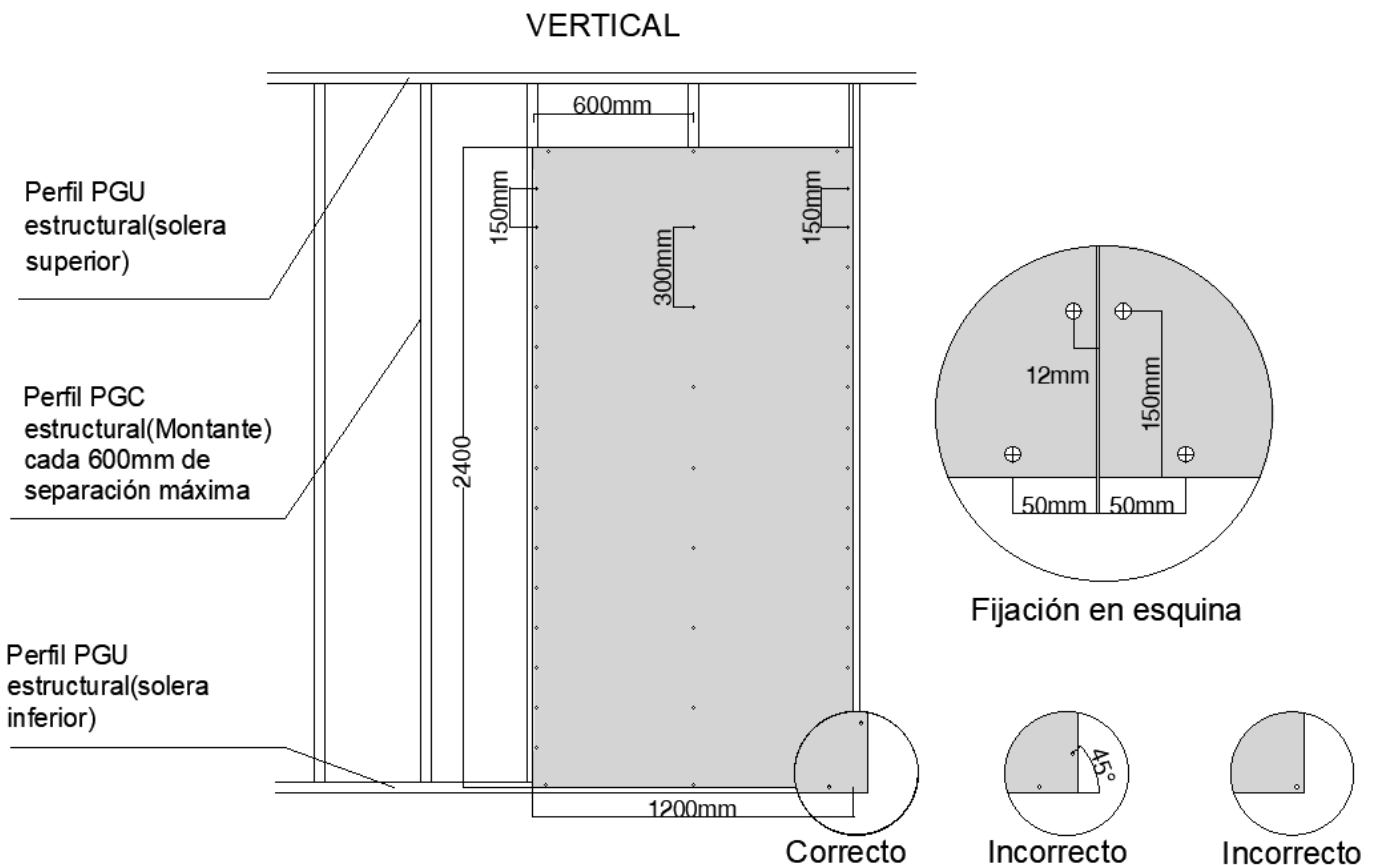 VERTICAL
600mm
Perfil PGU
estructural(solera
superior)
150mm
150mm
300mm
12mm
150mm
Perfil PGC
estructural(Montante)
cada 600mm de
separación máxima
2400
50mm
50mm
Fijación en esquina
Perfil PGU
estructural(solera
inferior)
45°
1200mm
Correcto
Incorrecto
Incorrecto